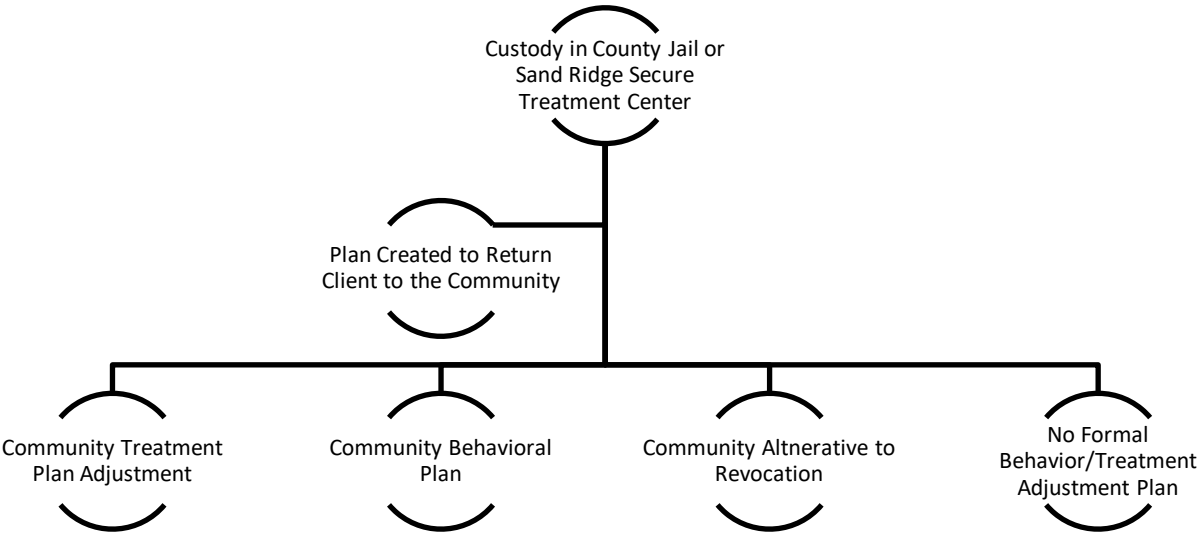 Custody in County Jail or
Sand Ridge Secure
Treatment Center
Plan Created to Return
Client to the Community
Community Treatment
Plan Adjustment
Community Behavioral
Plan
Community Altnerative to
Revocation
No Formal
Behavior/Treatment
Adjustment Plan